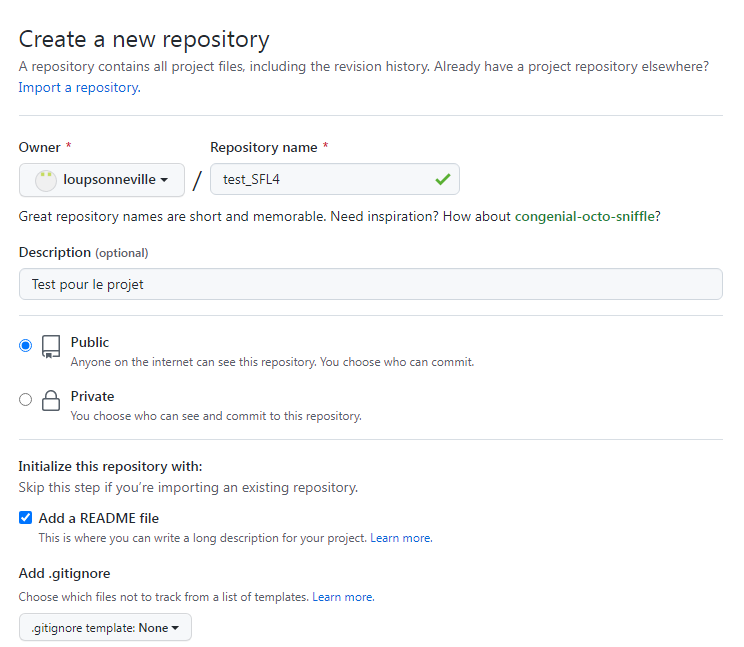 Create a new repository
A repository contains all project files, including the revision history. Already have a project repository elsewhere?
Import a repository.
Owner * Repository name *
loupsonneville / test_SFL4
Great repository names are short and memorable. Need inspiration? How about congenial-octo-sniffle?
Description (optional)
Test pour le projet
Public
Anyone on the internet can see this repository. You choose who can commit.
Private
You choose who can see and commit to this repository.
Initialize this repository with:
Skip this step if you’re importing an existing repository.
Add a README file
This is where you can write a long description for your project. Learn more.
Add .gitignore
Choose which files not to track from a list of templates. Learn more.
.gitignore template: None